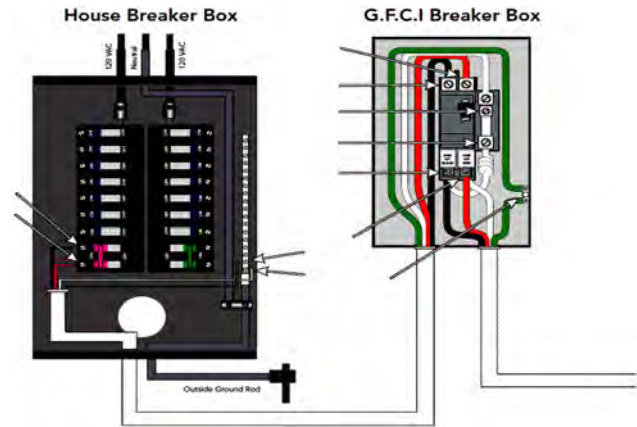 House Breaker Box
G.F.C.I Breaker Box
120 VAC
Neutral
120 VAC
Outside Ground Rod